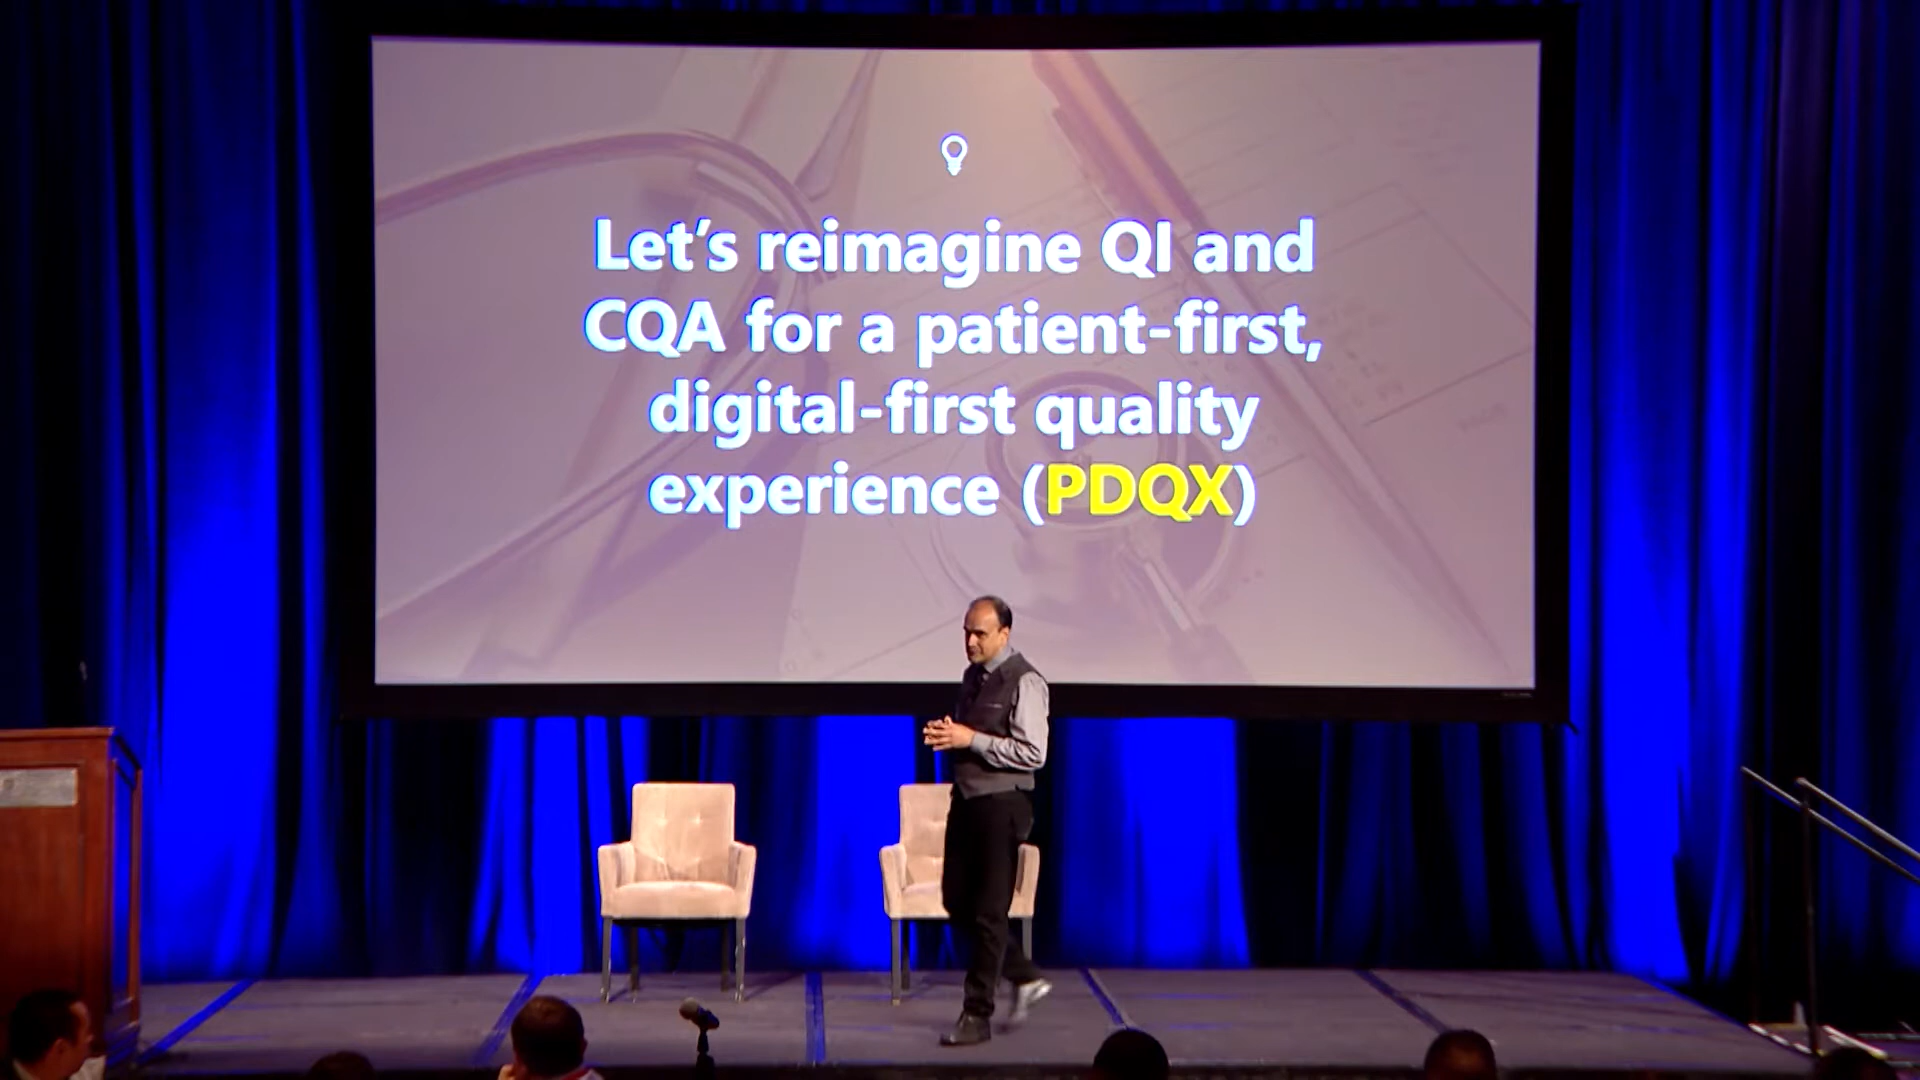 Let's reimagine QI and
CQA for a patient-first,
digital-first quality
experience (PDQX)